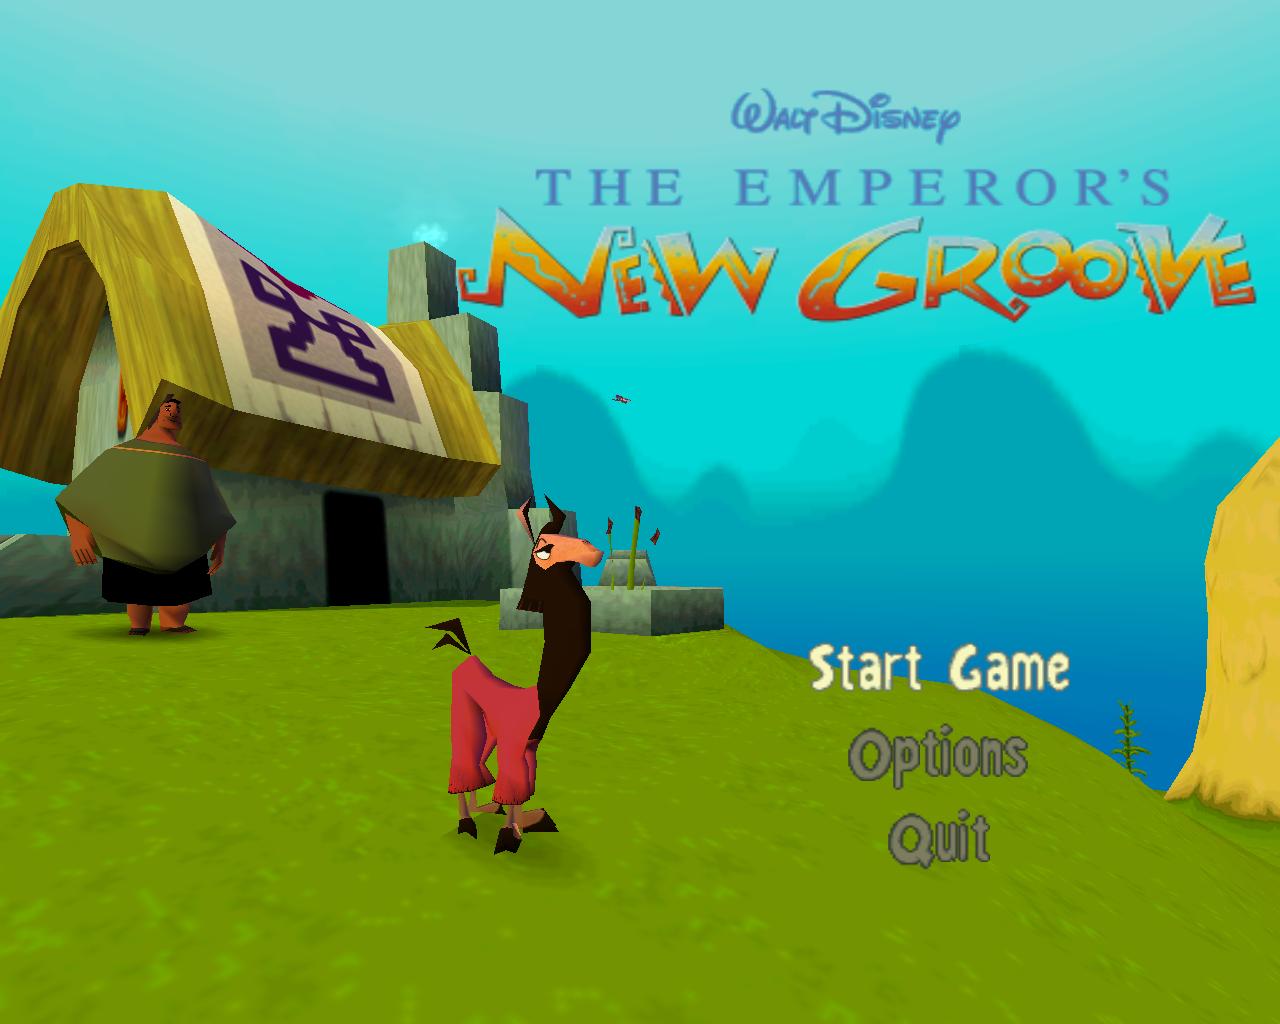 Walt Disney
THE EMPEROR'S
NEW GROOVE
Start Game
Options
Quit